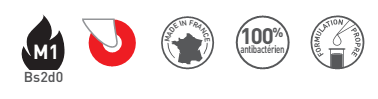 M1
Bs2d0
MADE IN FRANCE
100%
antibactérien
FORMULATION PROPRE